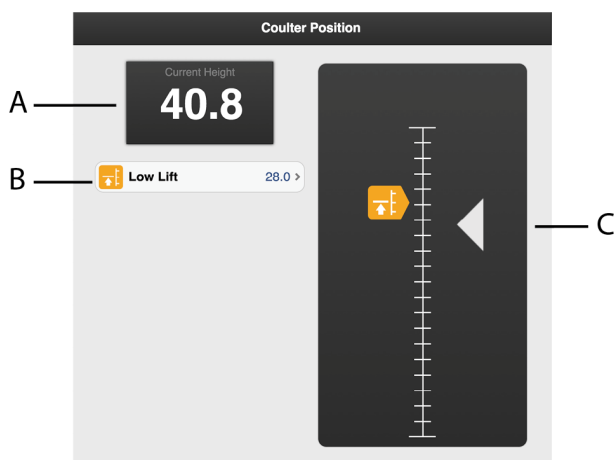 Coulter Position
Current Height
40.8
A
B
Low Lift 28.0 >
C